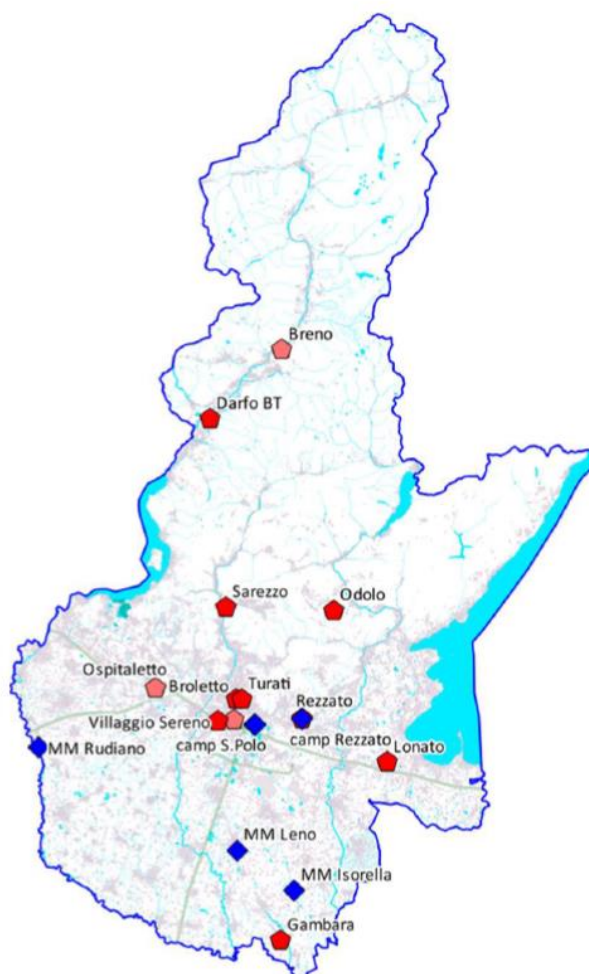 Breno
Darfo BT
Sarezzo
Odolo
Ospitaletto
Broletto
Turati
Rezzato
Villaggio Sereno
camp S.Polo
camp Rezzato
MM Rudiano
Lonato
MM Leno
MM Isorella
Gambara